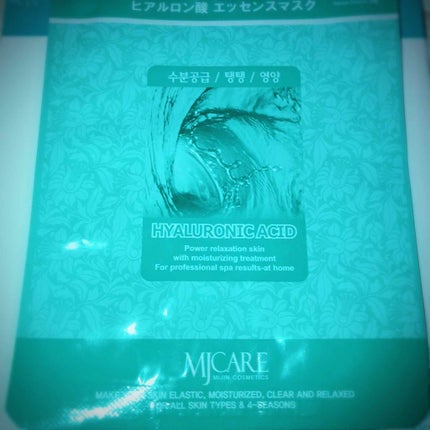 ヒアルロン酸 エッセンスマスク
수분공급 / 탱탱 / 영양
HYALURONIC ACID
Power relaxation skin
with moisturizing treatment
For professional spa results-at home
MJCARE
MIJIN COSMETICS
SKIN ELASTIC, MOISTURIZED, CLEAR AND RELAXED
ALL SKIN TYPES & 4-SEASONS